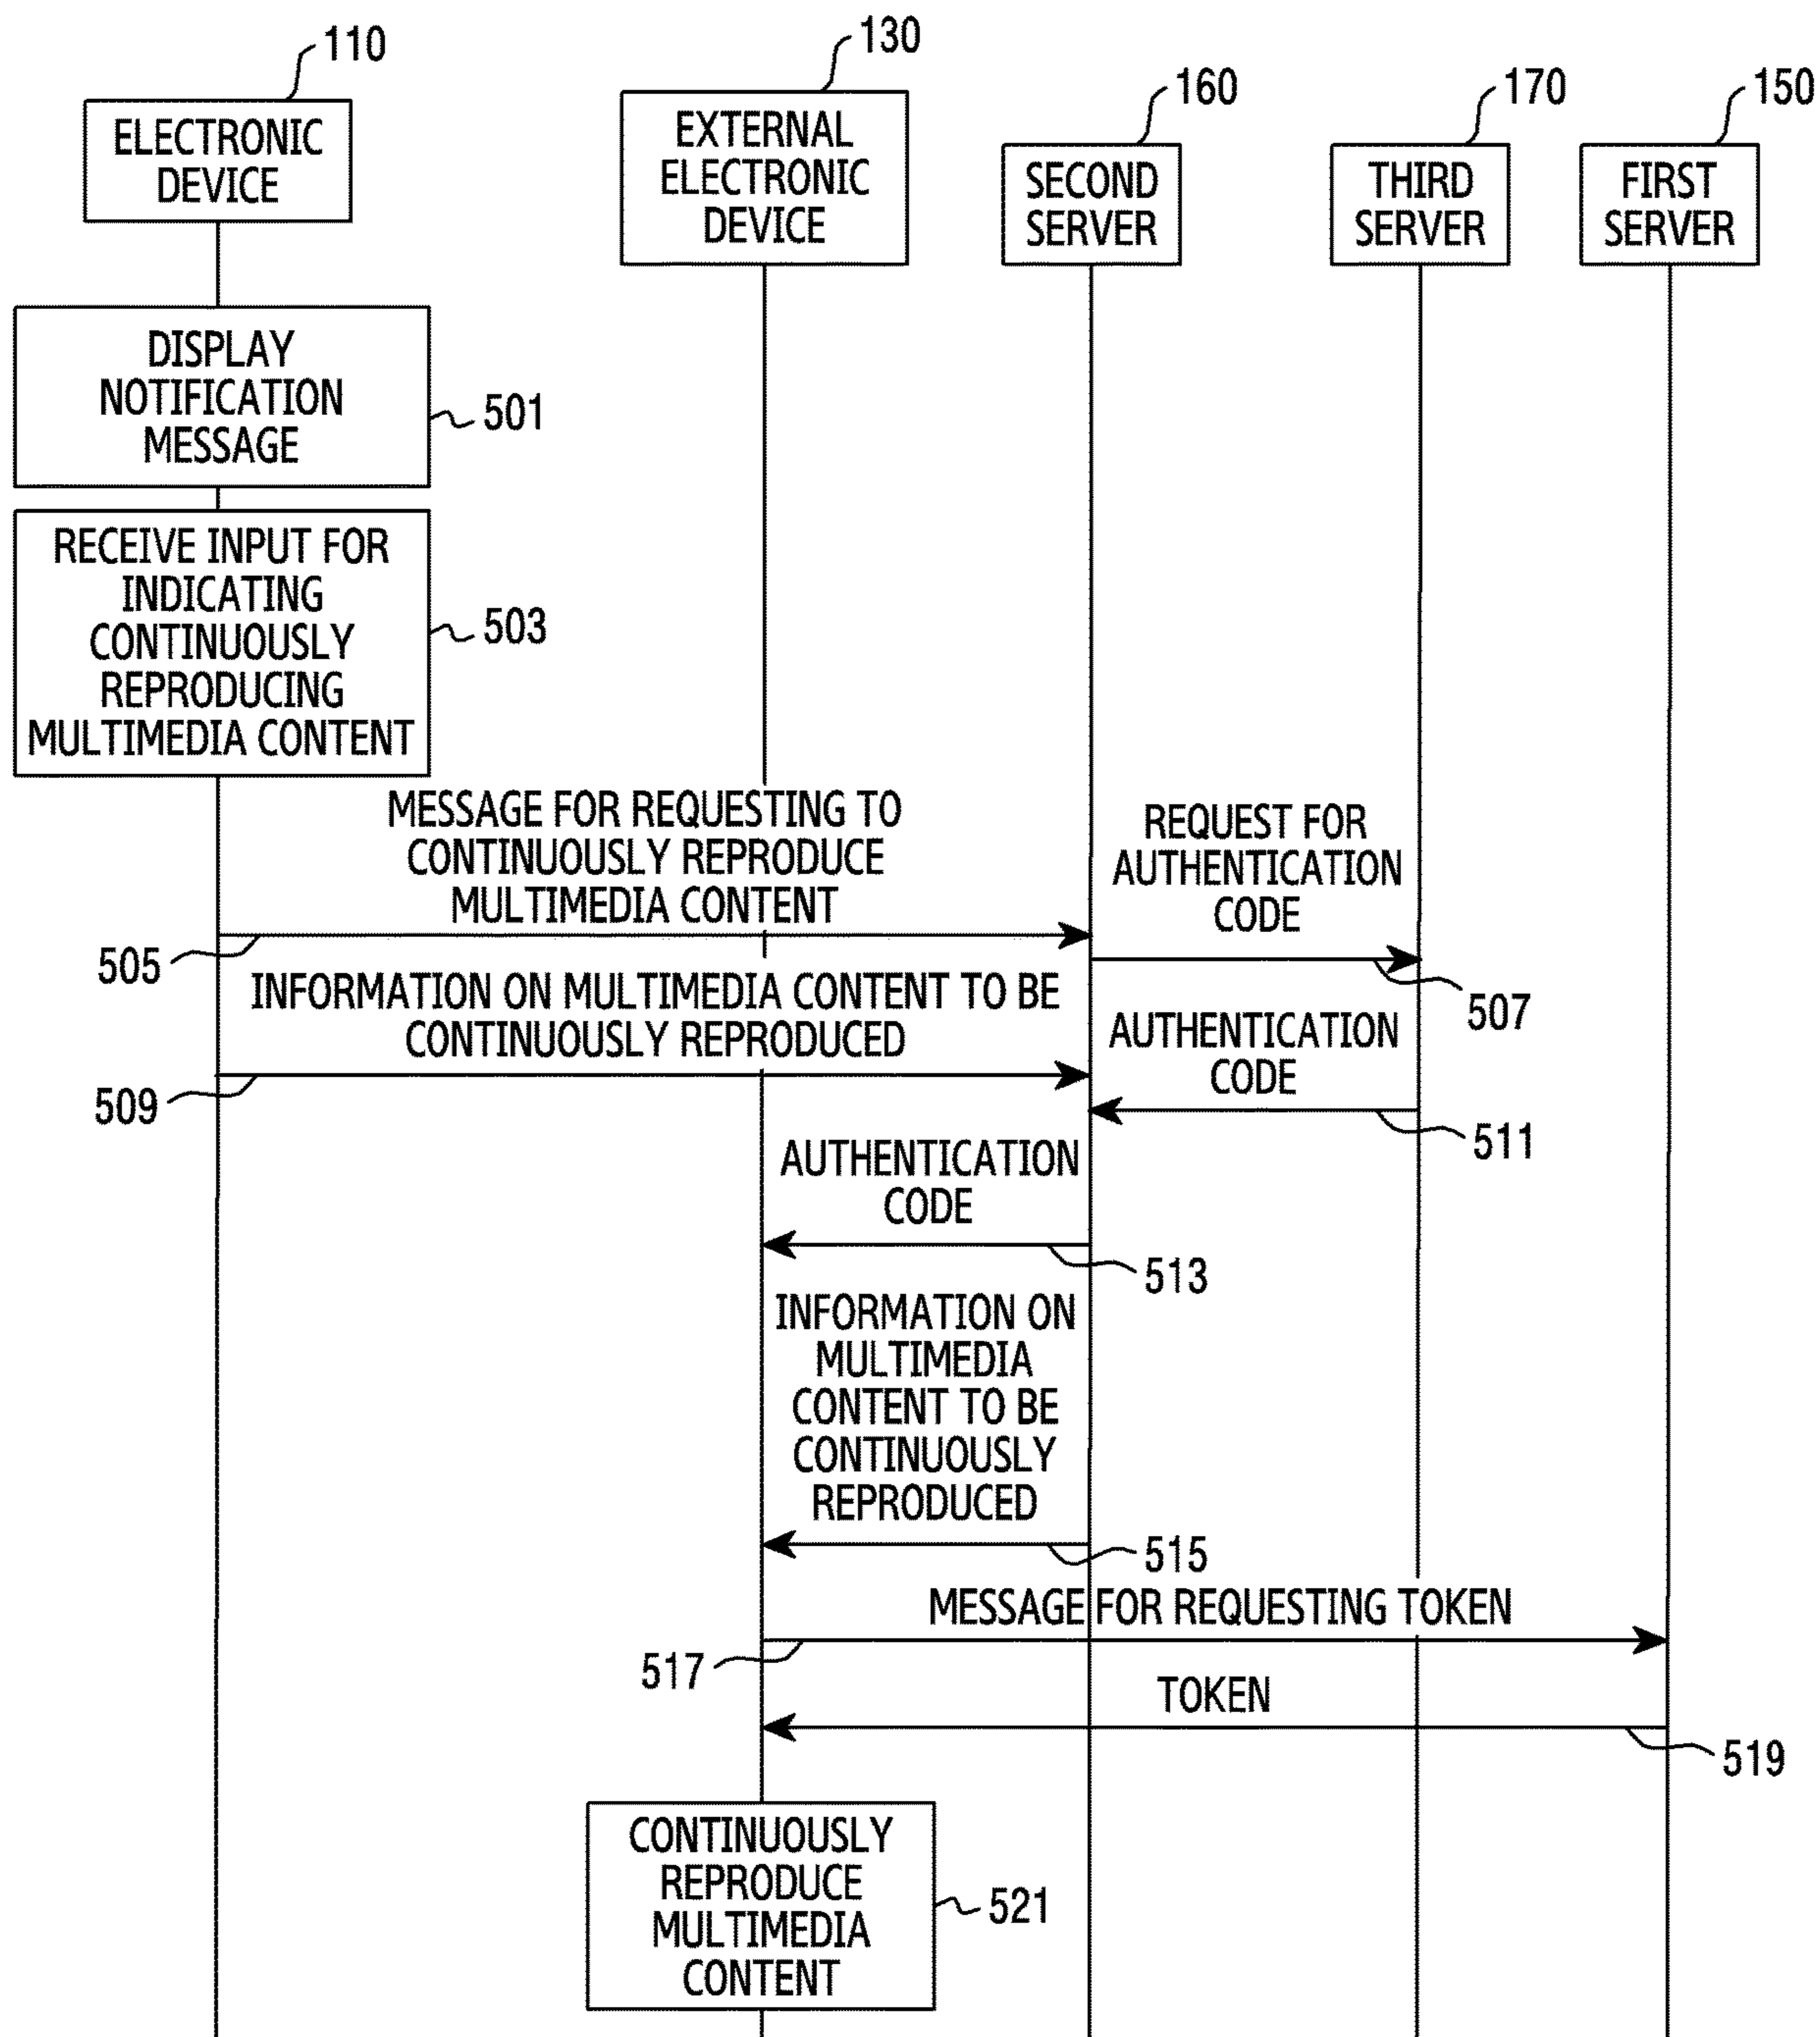 110
130
160
170
150
ELECTRONIC
DEVICE
EXTERNAL
ELECTRONIC
DEVICE
SECOND
SERVER
THIRD
SERVER
FIRST
SERVER
DISPLAY
NOTIFICATION
MESSAGE
501
RECEIVE INPUT FOR
INDICATING
CONTINUOUSLY
REPRODUCING
MULTIMEDIA CONTENT
503
MESSAGE FOR REQUESTING TO
CONTINUOUSLY REPRODUCE
MULTIMEDIA CONTENT
505
REQUEST FOR
AUTHENTICATION
CODE
507
INFORMATION ON MULTIMEDIA CONTENT TO BE
CONTINUOUSLY REPRODUCED
509
AUTHENTICATION
CODE
511
AUTHENTICATION
CODE
513
INFORMATION ON
MULTIMEDIA
CONTENT TO BE
CONTINUOUSLY
REPRODUCED
515
MESSAGE FOR REQUESTING TOKEN
517
TOKEN
519
CONTINUOUSLY
REPRODUCE
MULTIMEDIA
CONTENT
521